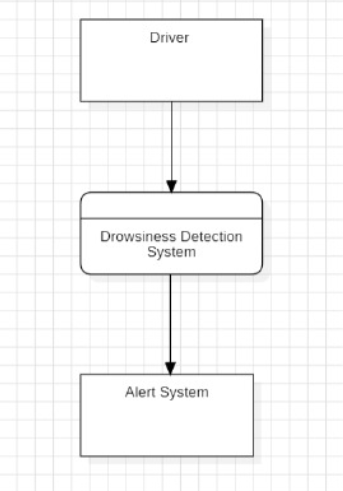 Driver
Drowsiness Detection
System
Alert System